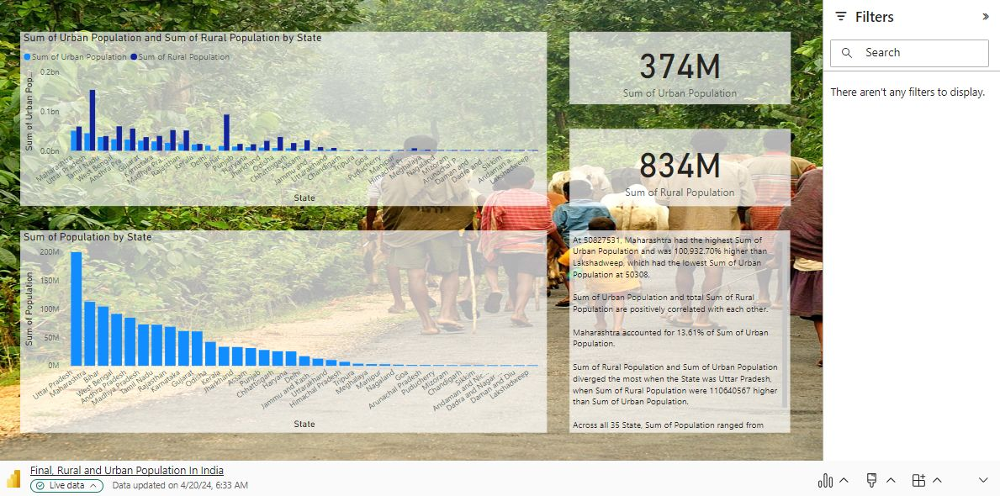 Sum of Urban Population and Sum of Rural Population by State
Sum of Urban Population Sum of Rural Population
Sum of Urban Pop...
0.2bn
0.1bn
0.0bn
Maharashtra
Uttar Pradesh
Tamil Nadu
West Bengal
Andhra Pra...
Gujarat
Karnataka
Madhya Pra...
Rajasthan
Kerala
Delhi
Bihar
Punjab
Haryana
Jharkhand
Odisha
Chhattisgarh
Assam
Jammu and ...
Uttarakhand
Chandigarh
Tripura
Goa
Puducherry
Manipur
Himachal Pr...
Meghalaya
Nagaland
Mizoram
Arunachal P...
Daman and ...
Dadra and ...
Sikkim
Andaman a...
Lakshadweep
State
374M
Sum of Urban Population
834M
Sum of Rural Population
Sum of Population by State
Sum of Population
200M
150M
100M
50M
0M
Uttar Pradesh
Maharashtra
Bihar
West Bengal
Andhra Pradesh
Madhya Pradesh
Tamil Nadu
Rajasthan
Karnataka
Gujarat
Odisha
Kerala
Jharkhand
Assam
Punjab
Chhattisgarh
Haryana
Delhi
Jammu and Kash...
Uttarakhand
Himachal Pradesh
Tripura
Meghalaya
Manipur
Nagaland
Goa
Arunachal Pradesh
Puducherry
Mizoram
Chandigarh
Sikkim
Andaman and Nic...
Dadra and Nagar ...
Daman and Diu
Lakshadweep
State
At 50827531, Maharashtra had the highest Sum of
Urban Population and was 100,932.70% higher than
Lakshadweep, which had the lowest Sum of Urban
Population at 50308.
Sum of Urban Population and total Sum of Rural
Population are positively correlated with each other.
Maharashtra accounted for 13.61% of Sum of Urban
Population.
Sum of Rural Population and Sum of Urban Population
diverged the most when the State was Uttar Pradesh,
when Sum of Rural Population were 110640567 higher
than Sum of Urban Population.
Across all 35 State, Sum of Population ranged from
Filters
Search
There aren't any filters to display.
Final, Rural and Urban Population In India
Live data
Data updated on 4/20/24, 6:33 AM